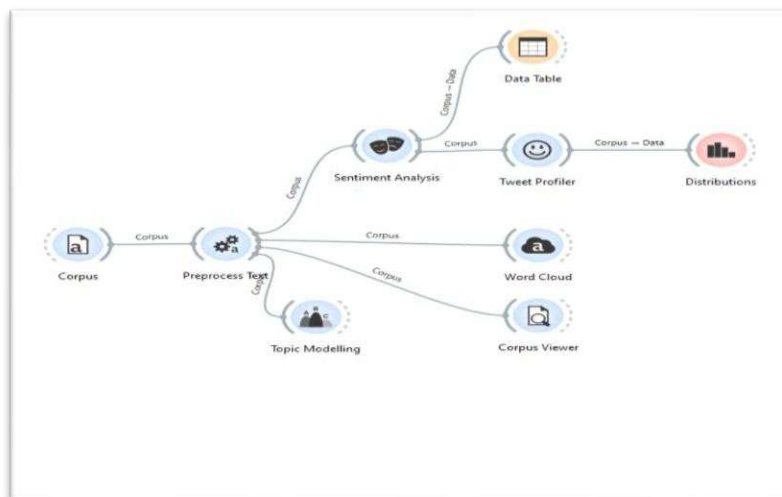 Data Table
Corpus → Data
Sentiment Analysis
Corpus
Tweet Profiler
Corpus → Data
Distributions
Corpus
Corpus
Corpus
Preprocess Text
Corpus
Word Cloud
Corpus
Corpus Viewer
Corpus
Topic Modelling